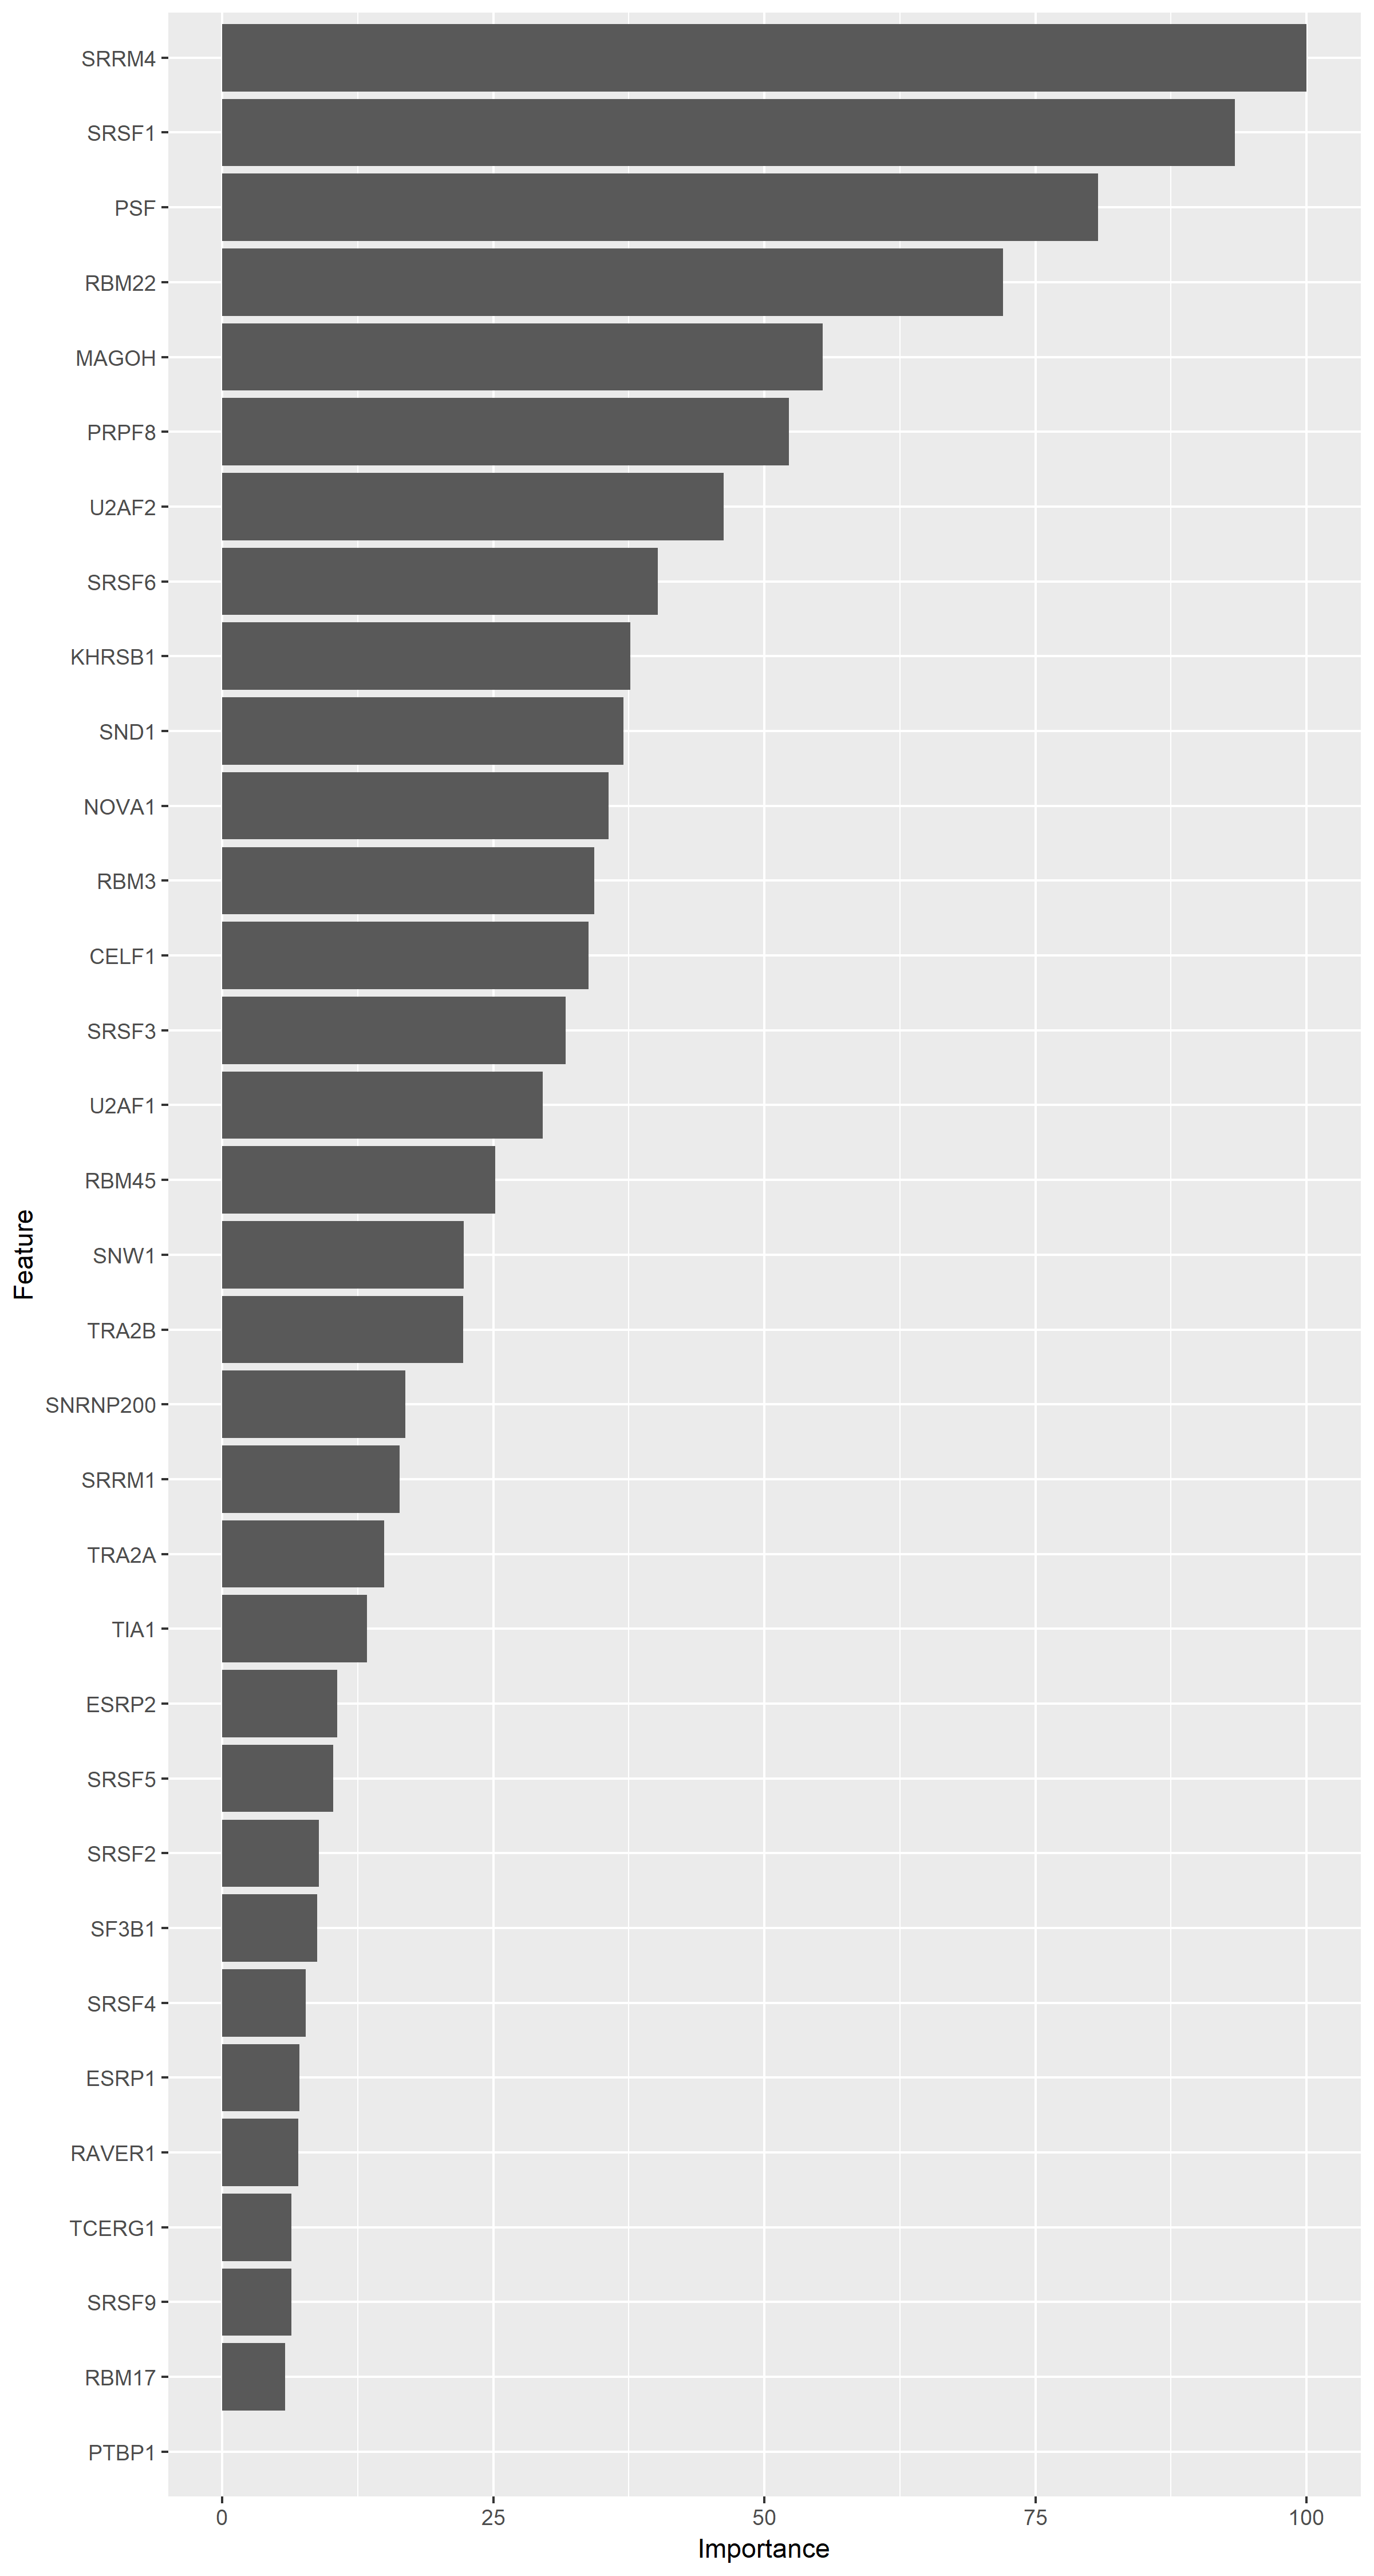 SRRM4
SRSF1
PSF
RBM22
MAGOH
PRPF8
U2AF2
SRSF6
KHRSB1
SND1
NOVA1
RBM3
CELF1
SRSF3
U2AF1
RBM45
SNW1
TRA2B
SNRNP200
SRRM1
TRA2A
TIA1
ESRP2
SRSF5
SRSF2
SF3B1
SRSF4
ESRP1
RAVER1
TCERG1
SRSF9
RBM17
PTBP1
Feature
0 25 50 75 100
Importance